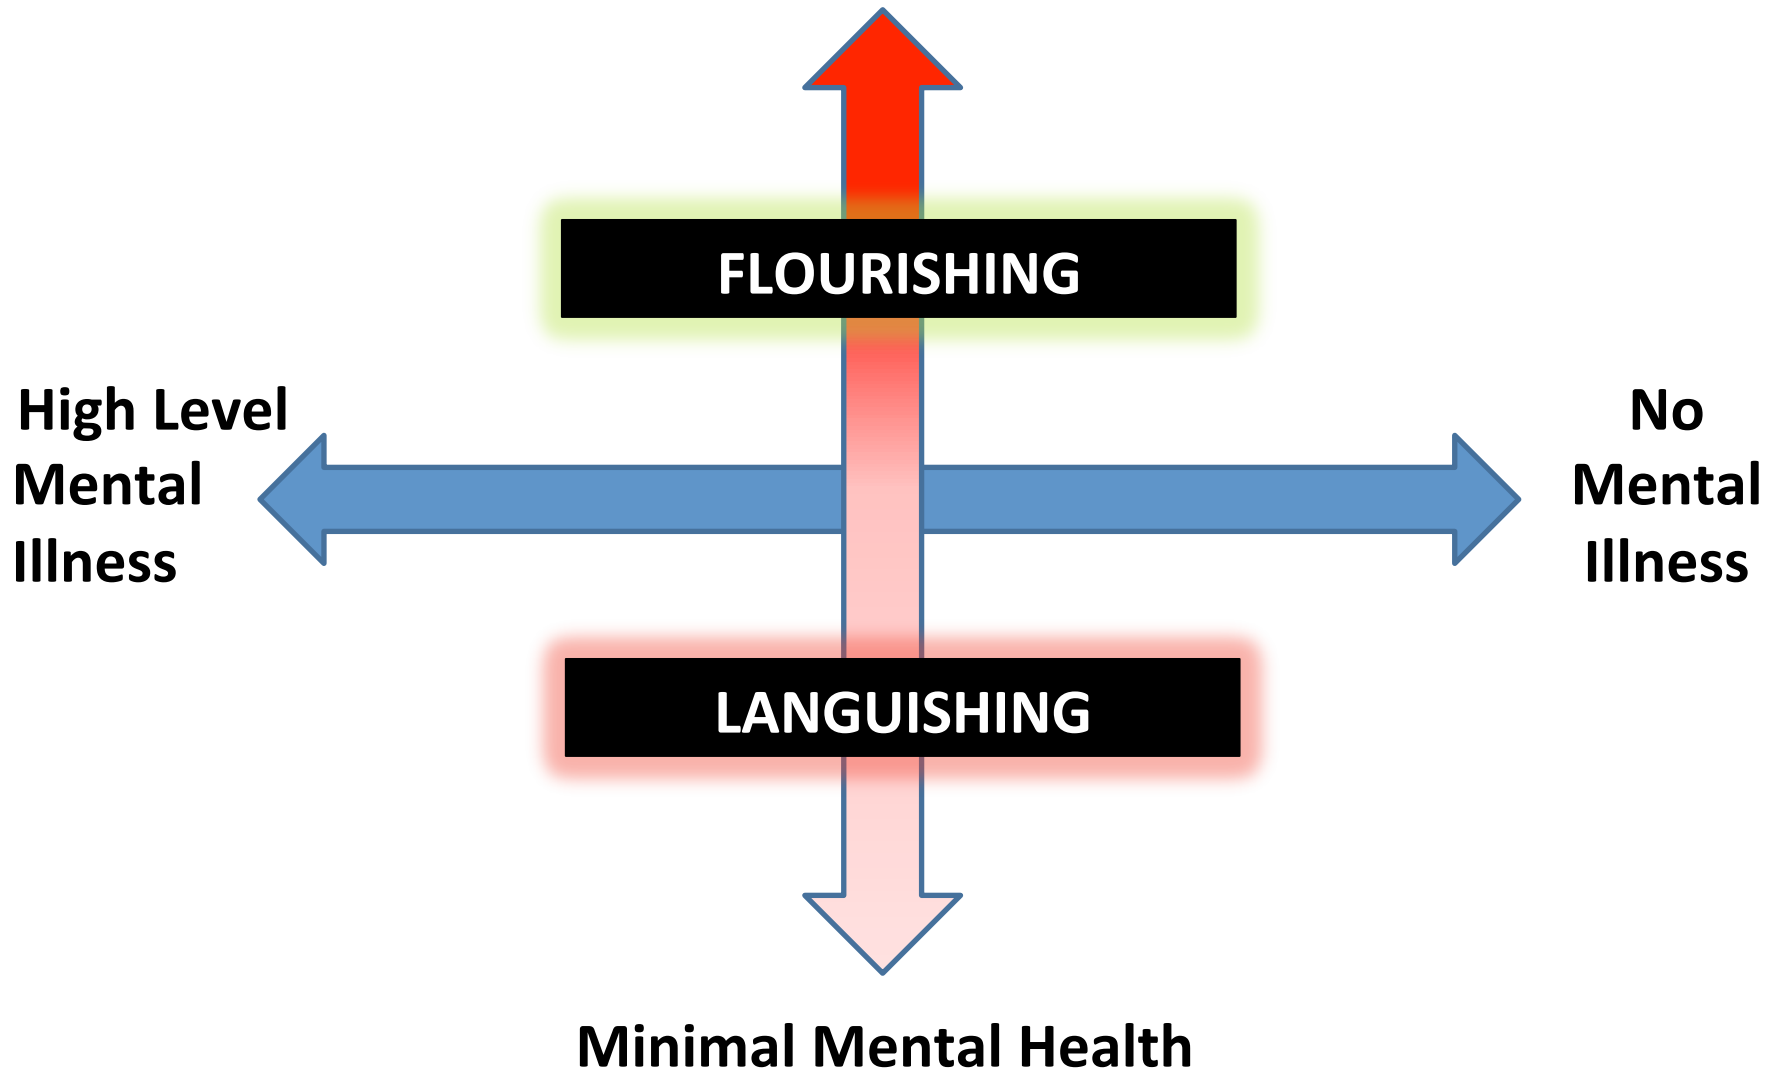 FLOURISHING
High Level
Mental
Illness
No
Mental
Illness
LANGUISHING
Minimal Mental Health